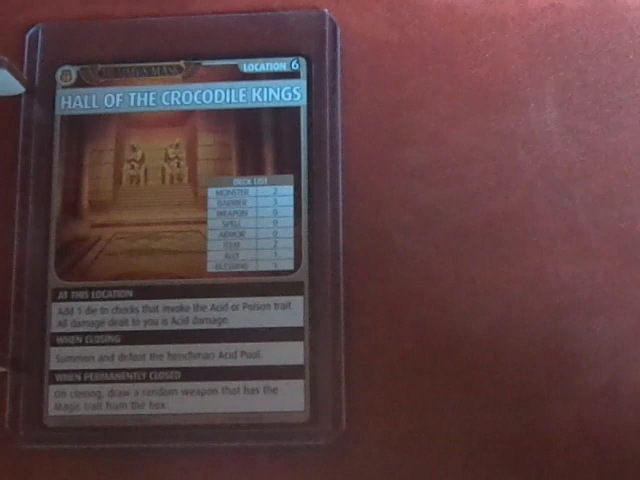 LOCATION 6
HALL OF THE CROCODILE KINGS
DECK LIST
MONSTER 2
BARRIER 3
WEAPON 0
SPELL 0
ARMOR 0
ITEM 2
ALLY 1
BLESSING 1
AT THIS LOCATION
Add 1 die to checks that invoke the Acid or Poison trait.
All damage dealt to you is Acid damage.
WHEN CLOSING
Summon and defeat the henchman Acid Pool.
WHEN PERMANENTLY CLOSED
On closing, draw a random weapon that has the
Magic trait from the box.